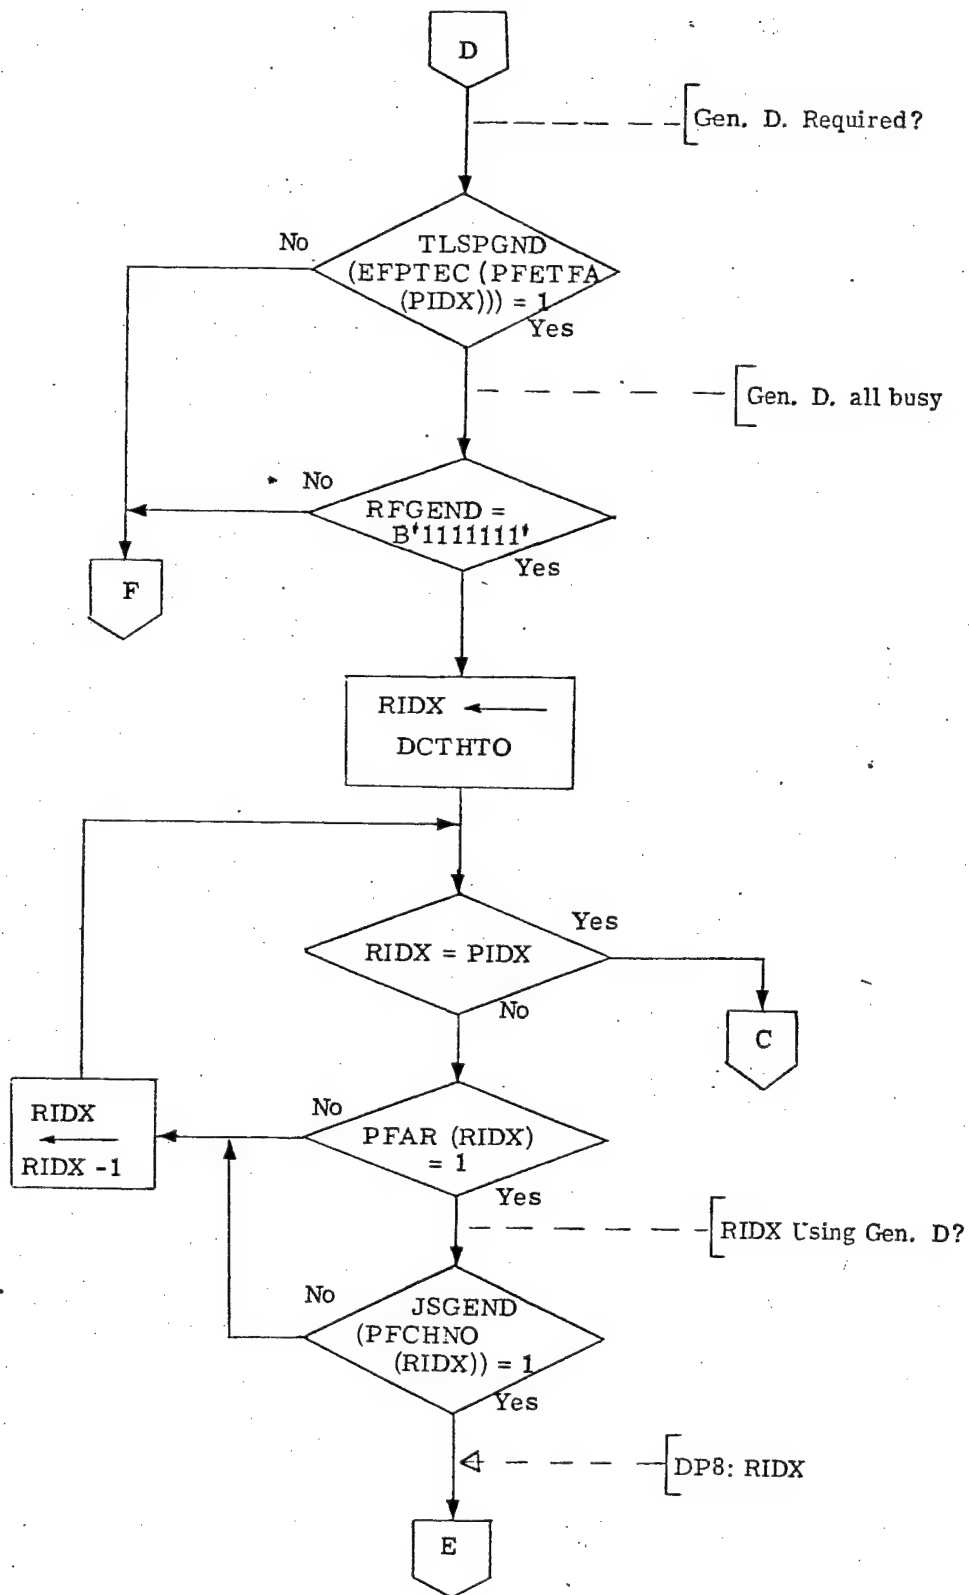 D
Gen. D. Required?
No
TLSPGND
(EFPTEC (PFETFA
(PIDX))) = 1
Yes
Gen. D. all busy
No
RFGEND =
B'1111111'
Yes
F
RIDX
DCTHTO
Yes
RIDX = PIDX
No
C
RIDX
RIDX -1
No
PFAR (RIDX)
= 1
Yes
RIDX Using Gen. D?
No
JSGEND
(PFCHNO
(RIDX)) = 1
Yes
DP8: RIDX
E